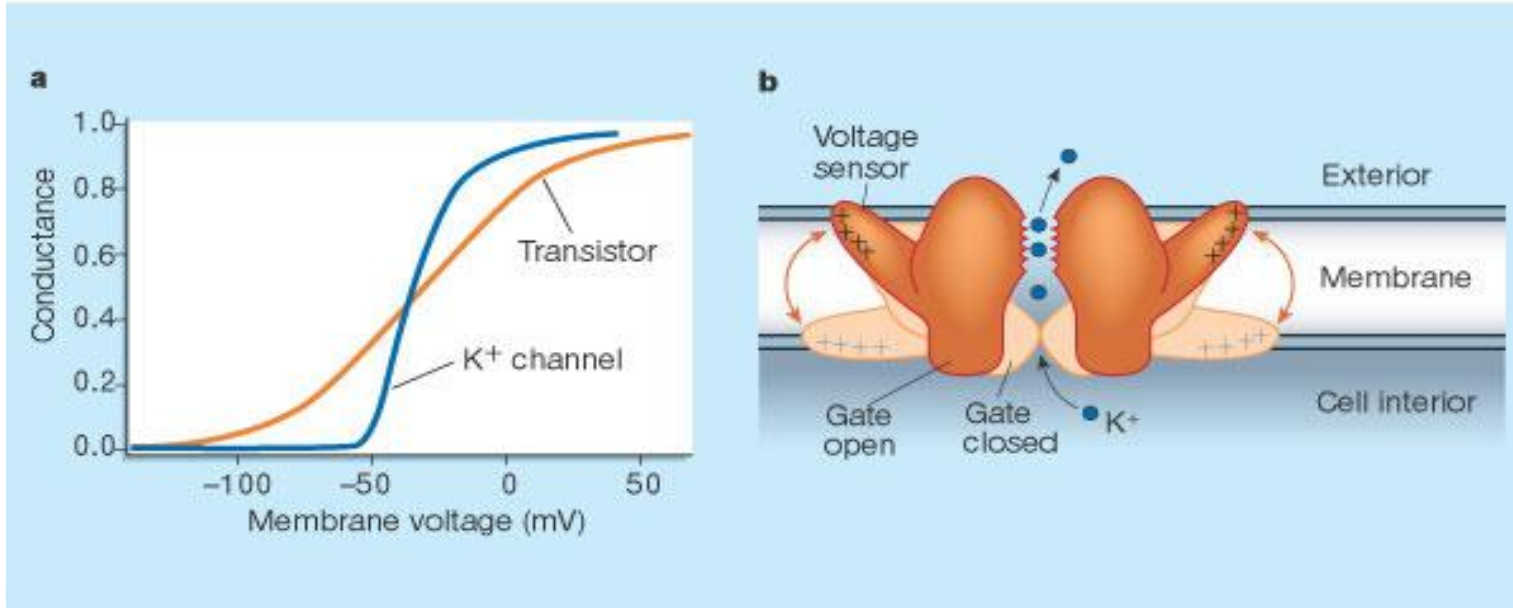 a
1.0
0.8
0.6
0.4
0.2
0.0
Conductance
Transistor
K+ channel
–100 –50 0 50
Membrane voltage (mV)
b
Voltage
sensor
Exterior
Membrane
Cell interior
Gate
open
Gate
closed
K+
+ + + +
+ + + +
+ + + +
+ + + +